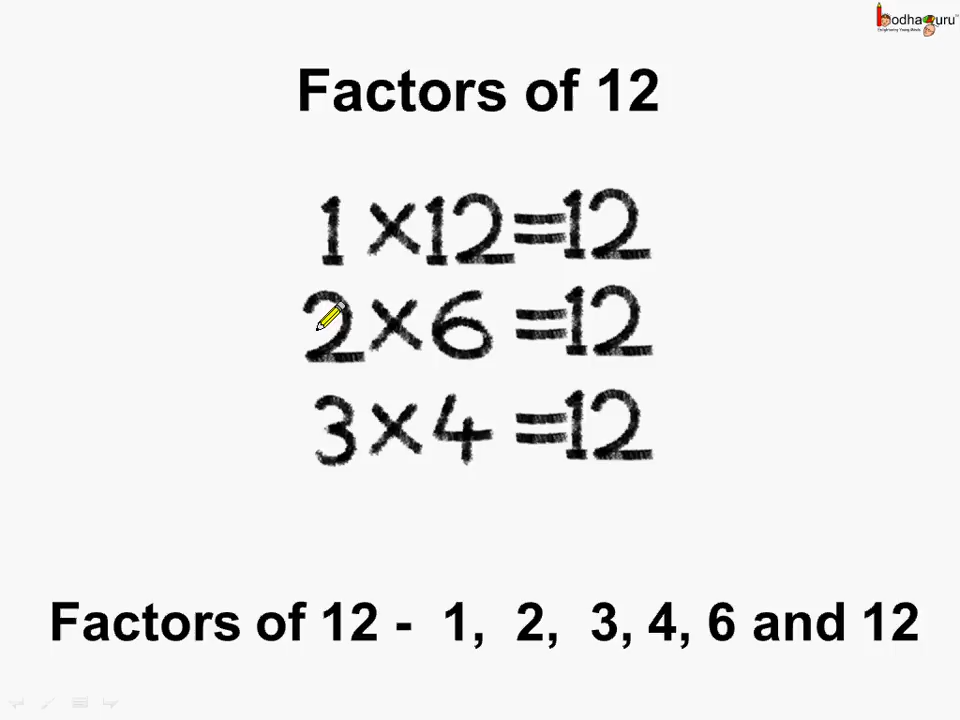 bodhaguru
Factors of 12
1×12=12
2×6=12
3×4=12
Factors of 12 - 1, 2, 3, 4, 6 and 12